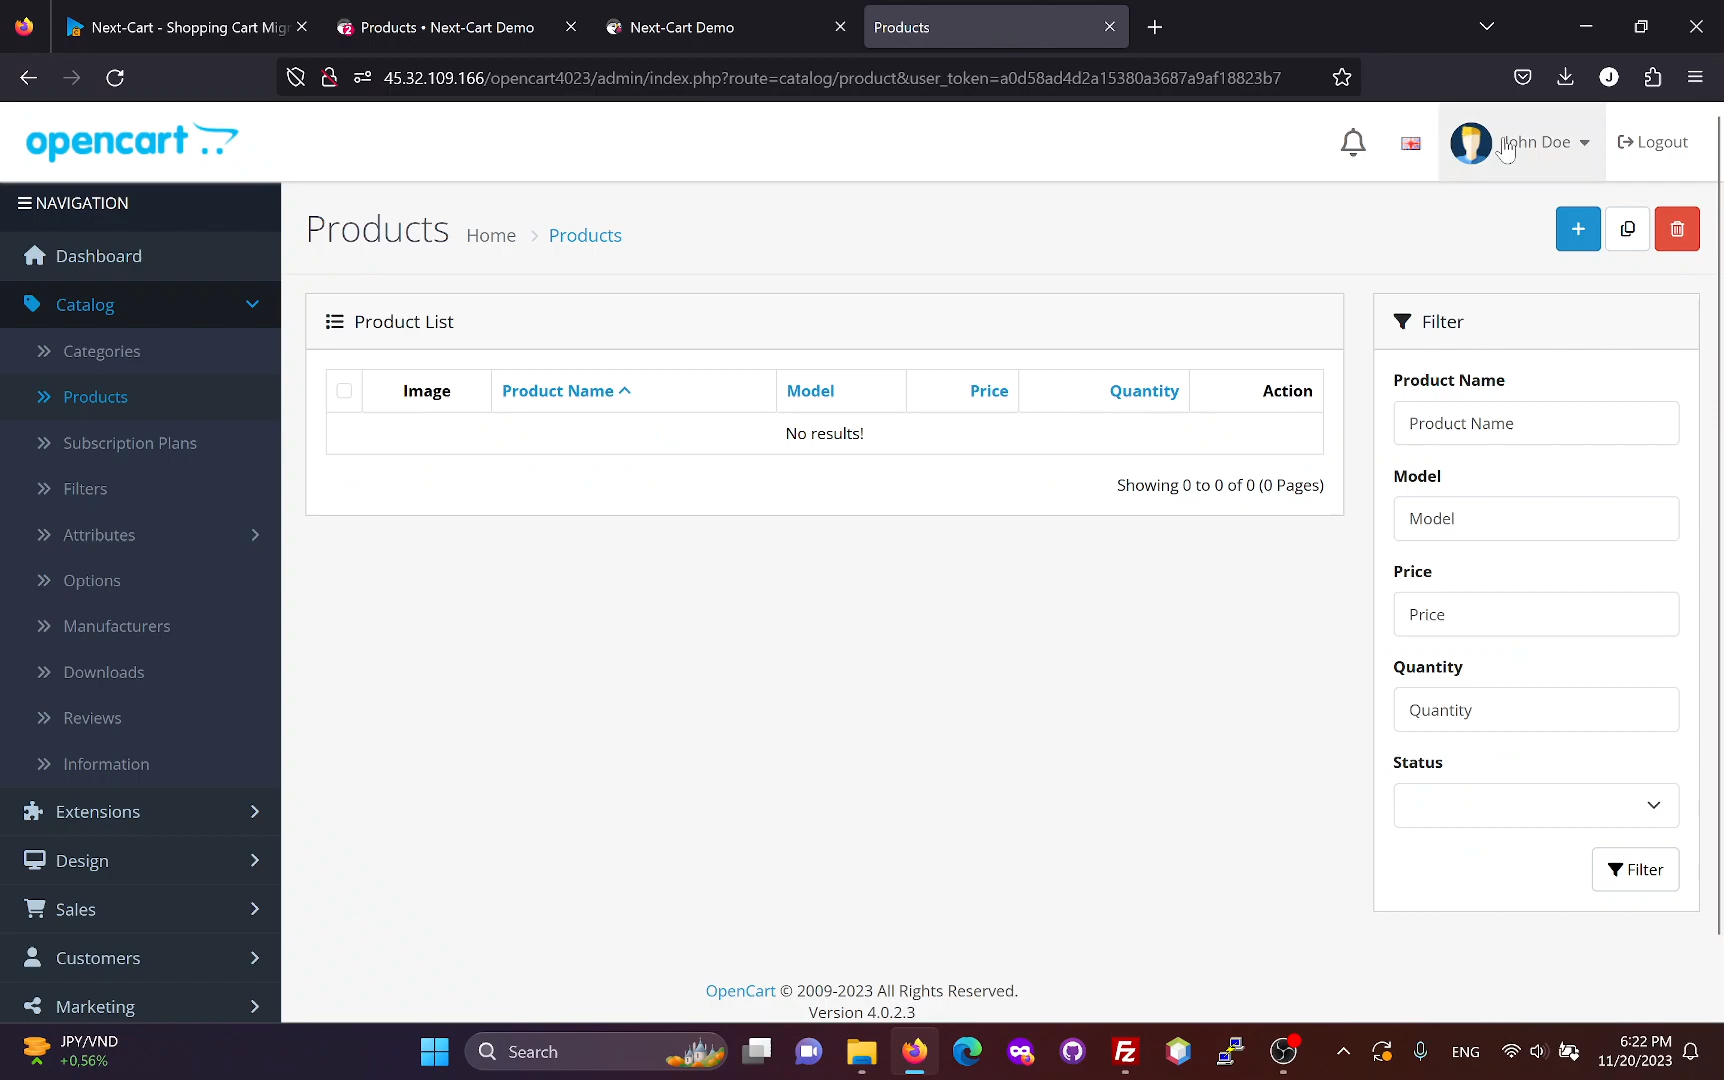 Next-Cart - Shopping Cart Migr
Products • Next-Cart Demo
Next-Cart Demo
Products
45.32.109.166/opencart4023/admin/index.php?route=catalog/product&user_token=a0d58ad4d2a15380a3687a9af18823b7
J
opencart
John Doe
Logout
NAVIGATION
Products
Home > Products
Dashboard
Catalog
Product List
Filter
Categories
Products
Subscription Plans
Filters
Attributes
Options
Manufacturers
Downloads
Reviews
Information
Extensions
Design
Sales
Customers
Marketing
Image
Product Name
Model
Price
Quantity
Action
No results!
Showing 0 to 0 of 0 (0 Pages)
Product Name
Product Name
Model
Model
Price
Price
Quantity
Quantity
Status
Filter
OpenCart © 2009-2023 All Rights Reserved.
Version 4.0.2.3
JPY/VND
+0,56%
Search
ENG
6:22 PM
11/20/2023